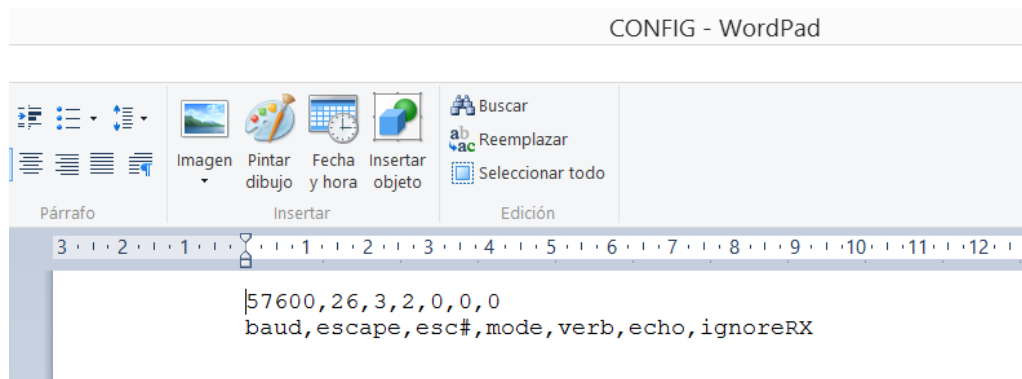 CONFIG - WordPad
Buscar
Reemplazar
Seleccionar todo
Imagen
Pintar dibujo
Fecha y hora
Insertar objeto
Párrafo
Insertar
Edición
3 2 1 1 2 3 4 5 6 7 8 9 10 11 12
57600,26,3,2,0,0,0
baud,escape,esc#,mode,verb,echo,ignoreRX